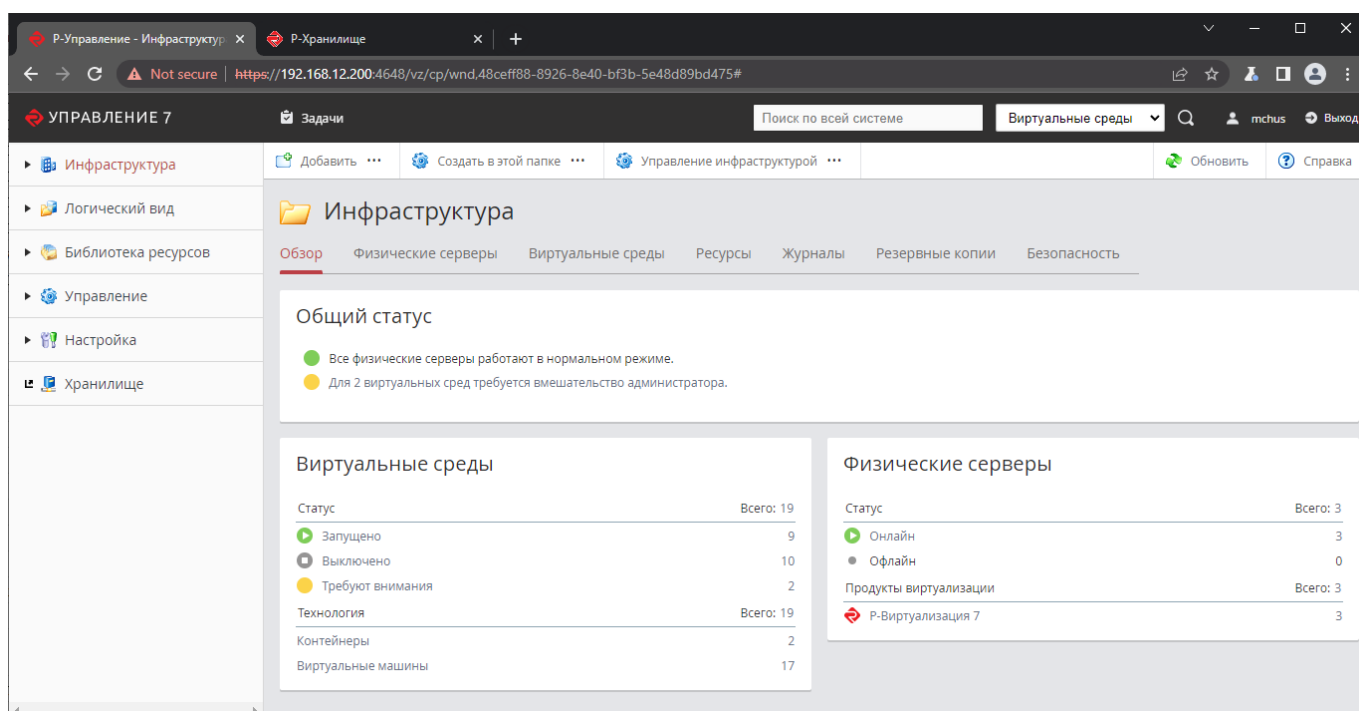 Р-Управление - Инфраструктур
Р-Хранилище
Not secure https://192.168.12.200:4648/vz/cp/wnd,48ceff88-8926-8e40-bf3b-5e48d89bd475#
УПРАВЛЕНИЕ 7 Задачи Поиск по всей системе Виртуальные среды mchus Выход
Инфраструктура
Логический вид
Библиотека ресурсов
Управление
Настройка
Хранилище
Добавить ••• Создать в этой папке ••• Управление инфраструктурой ••• Обновить Справка
Инфраструктура
Обзор Физические серверы Виртуальные среды Ресурсы Журналы Резервные копии Безопасность
Общий статус
Все физические серверы работают в нормальном режиме.
Для 2 виртуальных сред требуется вмешательство администратора.
Виртуальные среды
Статус Всего: 19
Запущено 9
Выключено 10
Требуют внимания 2
Технология Всего: 19
Контейнеры 2
Виртуальные машины 17
Физические серверы
Статус Всего: 3
Онлайн 3
Офлайн 0
Продукты виртуализации Всего: 3
Р-Виртуализация 7 3